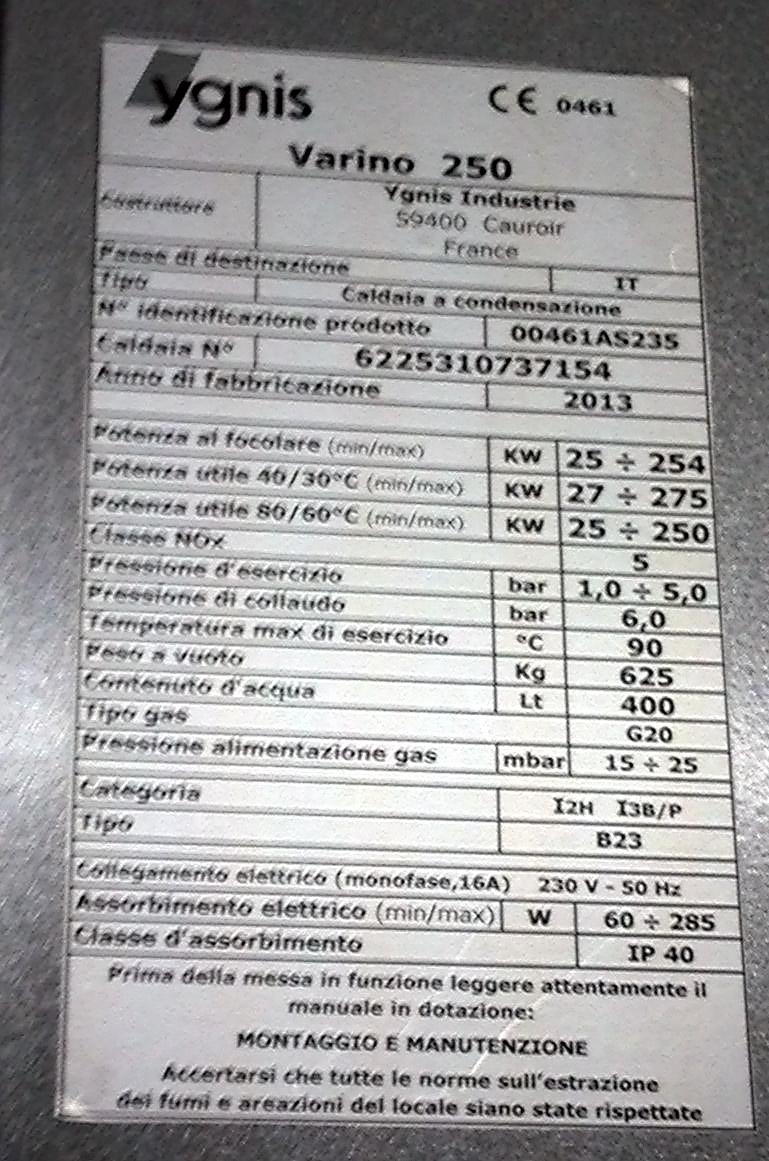 ygnis CE 0461
Varino 250
Costruttore Ygnis Industrie
59400 Cauroir
France
Paese di destinazione IT
Tipo Caldaia a condensazione
N° identificazione prodotto 00461AS235
Caldaia N° 6225310737154
Anno di fabbricazione 2013
Potenza al focolare (min/max) KW 25 ÷ 254
Potenza utile 40/30°C (min/max) KW 27 ÷ 275
Potenza utile 80/60°C (min/max) KW 25 ÷ 250
Classe NOx 5
Pressione d'esercizio bar 1,0 ÷ 5,0
Pressione di collaudo bar 6,0
Temperatura max di esercizio °C 90
Peso a vuoto Kg 625
Contenuto d'acqua Lt 400
Tipo gas G20
Pressione alimentazione gas mbar 15 ÷ 25
Categoria I2H I3B/P
Tipo B23
Collegamento elettrico (monofase,16A) 230 V - 50 Hz
Assorbimento elettrico (min/max) W 60 ÷ 285
Classe d'assorbimento IP 40
Prima della messa in funzione leggere attentamente il
manuale in dotazione:
MONTAGGIO E MANUTENZIONE
Accertarsi che tutte le norme sull'estrazione
dei fumi e areazioni del locale siano state rispettate